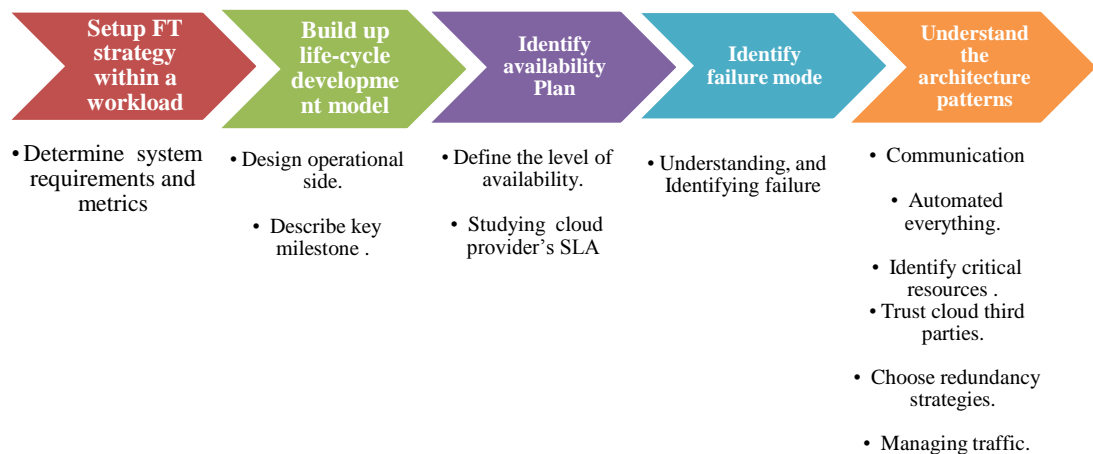 Setup FT
strategy
within a
workload
• Determine system
requirements and
metrics
Build up
life-cycle
developme
nt model
• Design operational
side.
• Describe key
milestone .
Identify
availability
Plan
• Define the level of
availability.
• Studying cloud
provider's SLA
Identify
failure mode
• Understanding, and
Identifying failure
Understand
the
architecture
patterns
• Communication
• Automated
everything.
• Identify critical
resources .
• Trust cloud third
parties.
• Choose redundancy
strategies.
• Managing traffic.